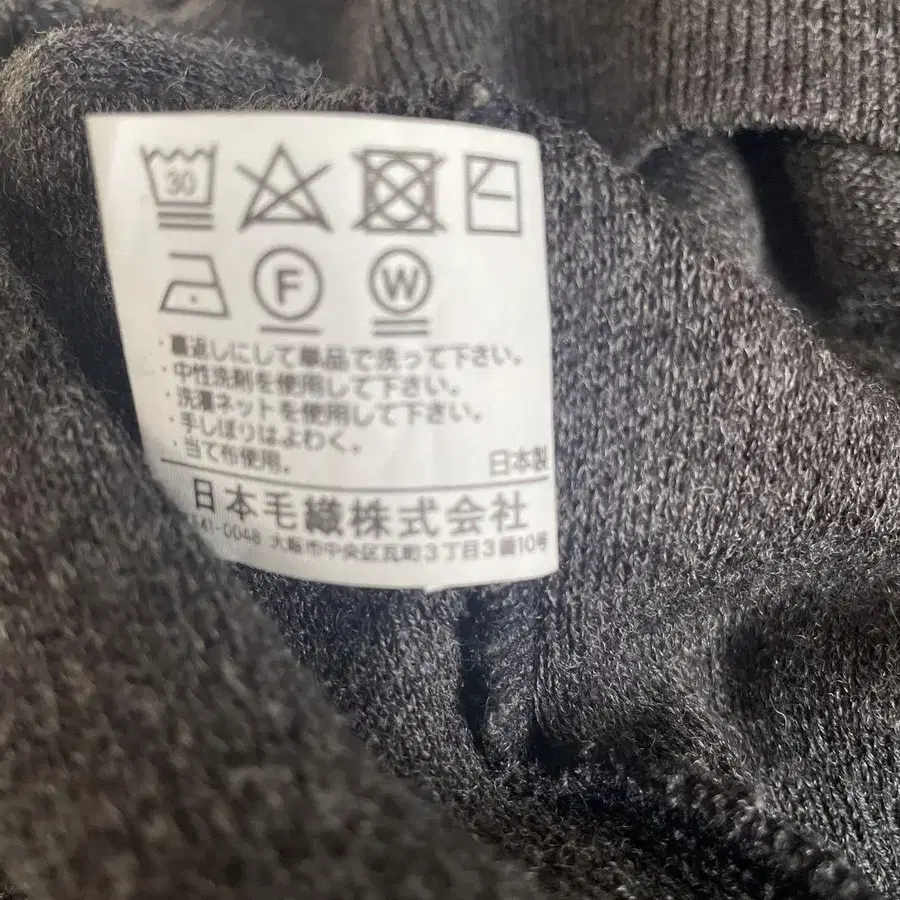 30
F W
・裏返しにして単品で洗って下さい。
・中性洗剤を使用して下さい。
・洗濯ネットを使用して下さい。
・手しぼりはよわく。
・当て布使用。
日本製
日本毛織株式会社
541-0048 大阪市中央区瓦町3丁目3番10号